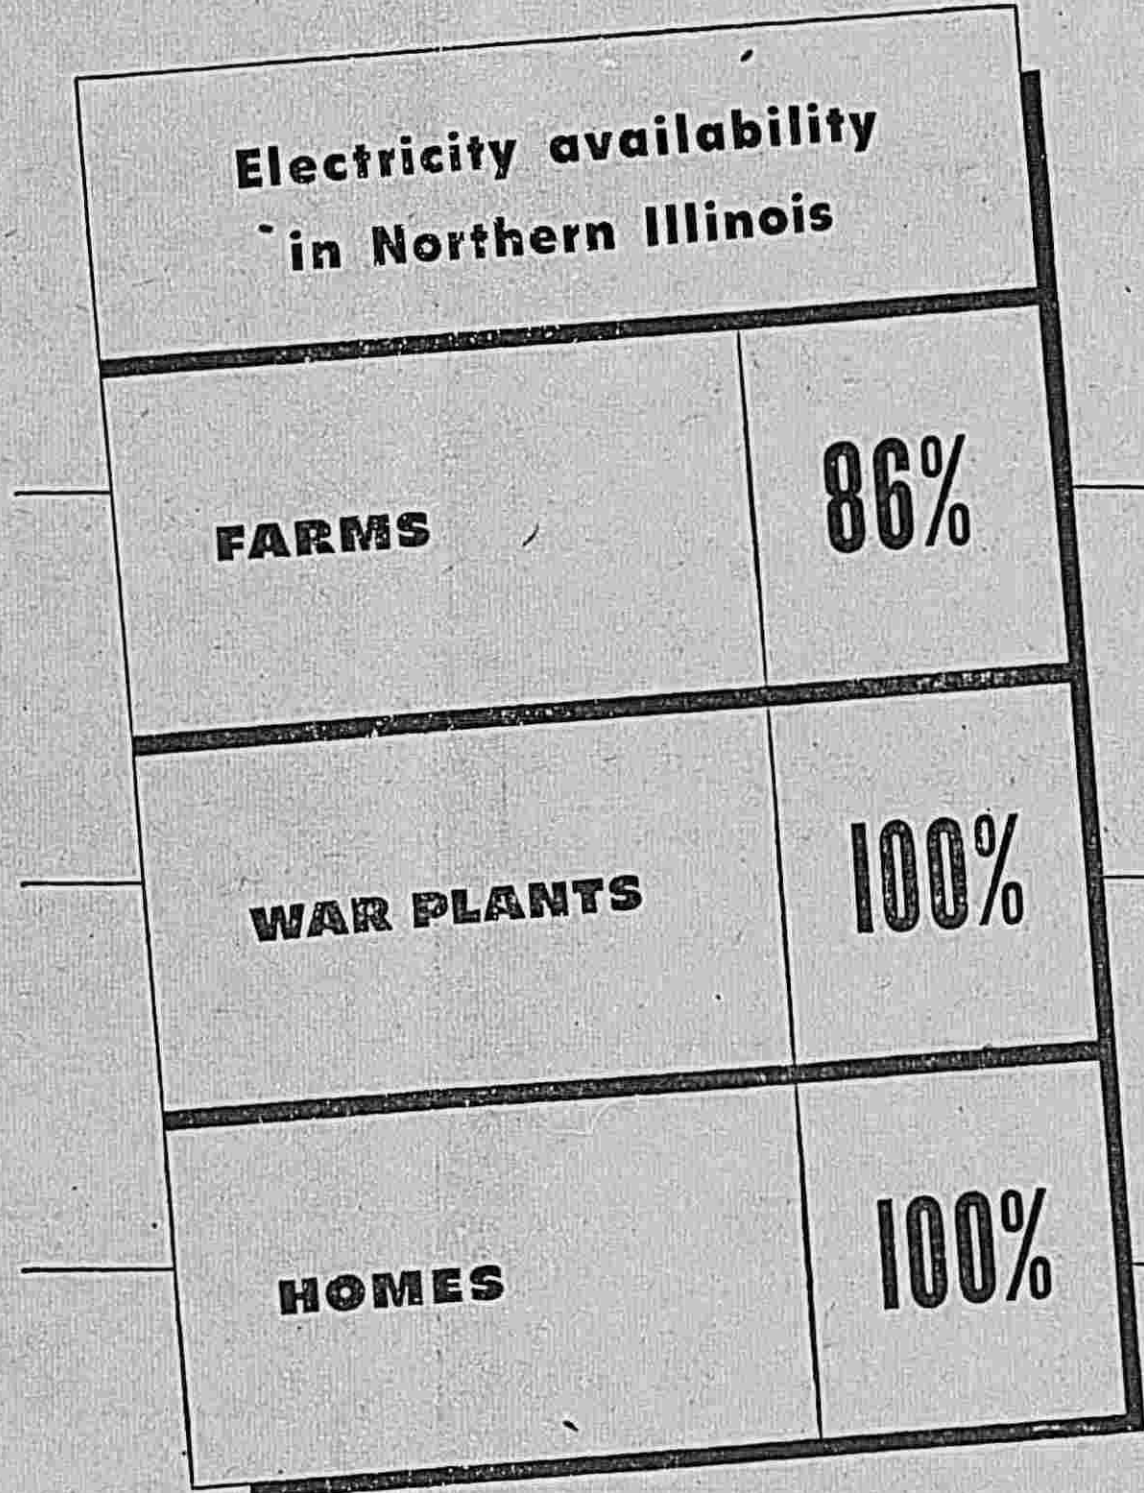 Electricity availability
in Northern Illinois
FARMS 86%
WAR PLANTS 100%
HOMES 100%